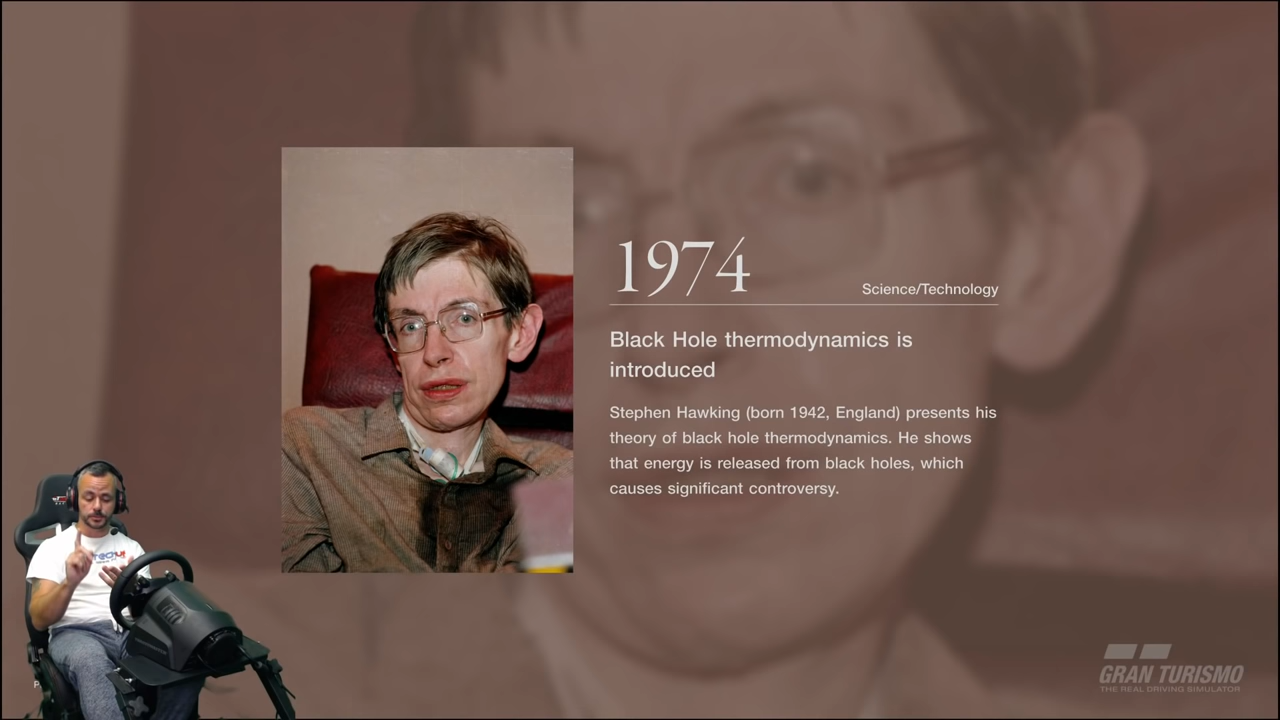 1974
Science/Technology
Black Hole thermodynamics is
introduced
Stephen Hawking (born 1942, England) presents his
theory of black hole thermodynamics. He shows
that energy is released from black holes, which
causes significant controversy.
GRAN TURISMO
THE REAL DRIVING SIMULATOR